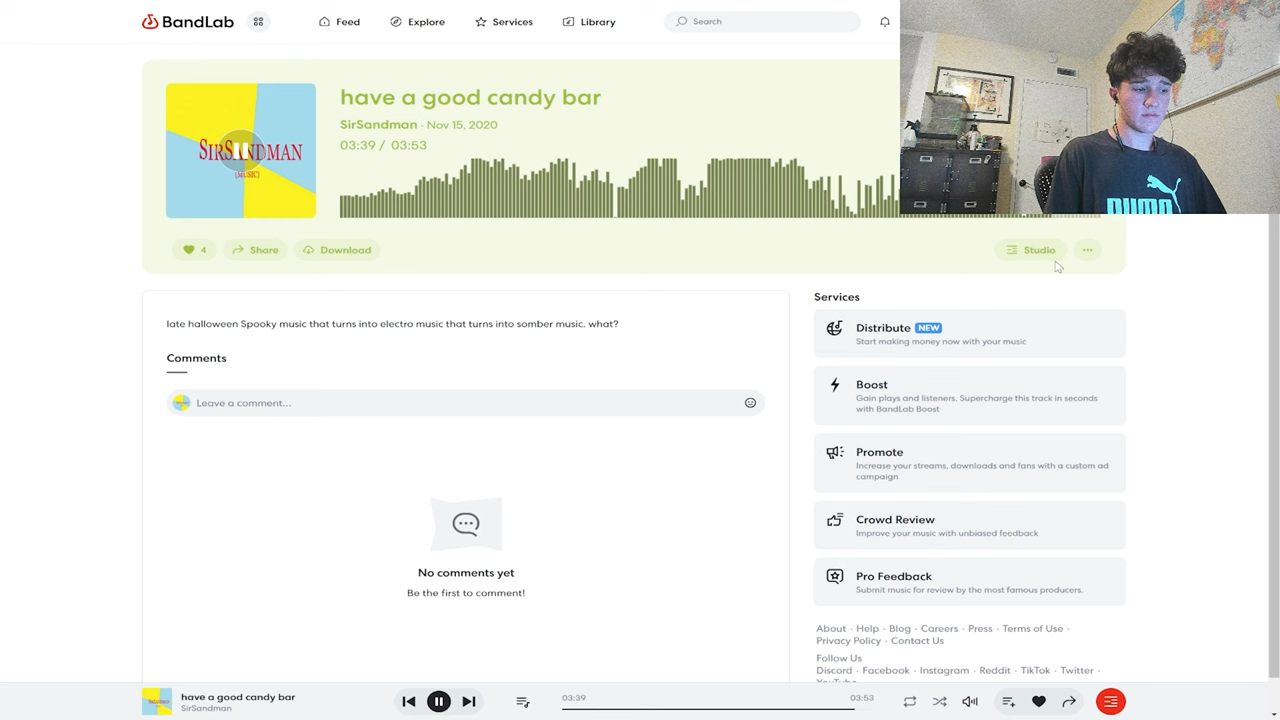 BandLab
Feed
Explore
Services
Library
Search
SIRSANDMAN
(MUSIC)
have a good candy bar
SirSandman · Nov 15, 2020
03:39 / 03:53
4
Share
Download
Studio
PUMA
late halloween Spooky music that turns into electro music that turns into somber music. what?
Comments
Leave a comment...
No comments yet
Be the first to comment!
Services
Distribute NEW
Start making money now with your music
Boost
Gain plays and listeners. Supercharge this track in seconds
with BandLab Boost
Promote
Increase your streams, downloads and fans with a custom ad
campaign
Crowd Review
Improve your music with unbiased feedback
Pro Feedback
Submit music for review by the most famous producers.
About · Help · Blog · Careers · Press · Terms of Use ·
Privacy Policy · Contact Us
Follow Us
Discord · Facebook · Instagram · Reddit · TikTok · Twitter ·
YouTube
have a good candy bar
SirSandman
03:39
03:53